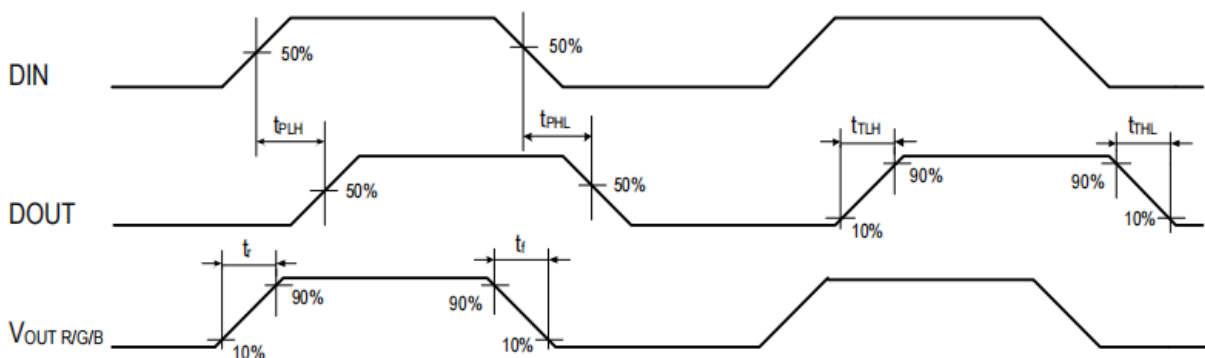 DIN
50%
50%
tPLH
tPHL
tTLH
tTHL
DOUT
50%
50%
90%
90%
10%
10%
tr
tf
VOUT R/G/B
90%
90%
10%
10%